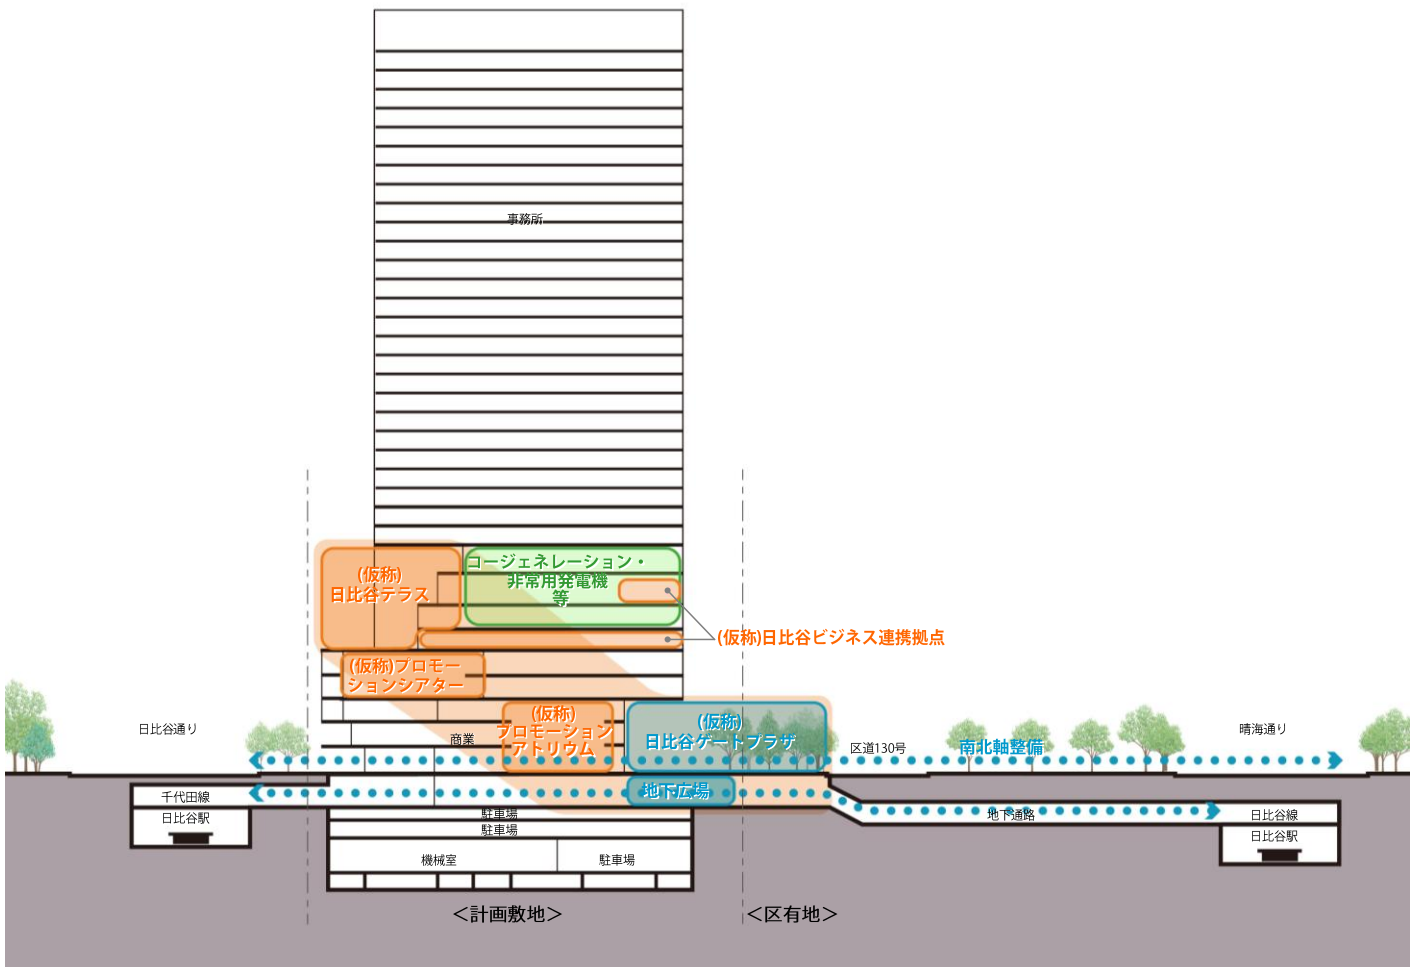 事務所
コージェネレーション・
非常用発電機
等
(仮称)
日比谷テラス
(仮称)日比谷ビジネス連携拠点
(仮称)プロモー
ションシアター
(仮称)
プロモーション
アトリウム
(仮称)
日比谷ゲートプラザ
日比谷通り
商業
区道130号
南北軸整備
晴海通り
地下広場
千代田線
日比谷駅
駐車場
駐車場
地下通路
日比谷線
日比谷駅
機械室
駐車場
＜計画敷地＞
＜区有地＞